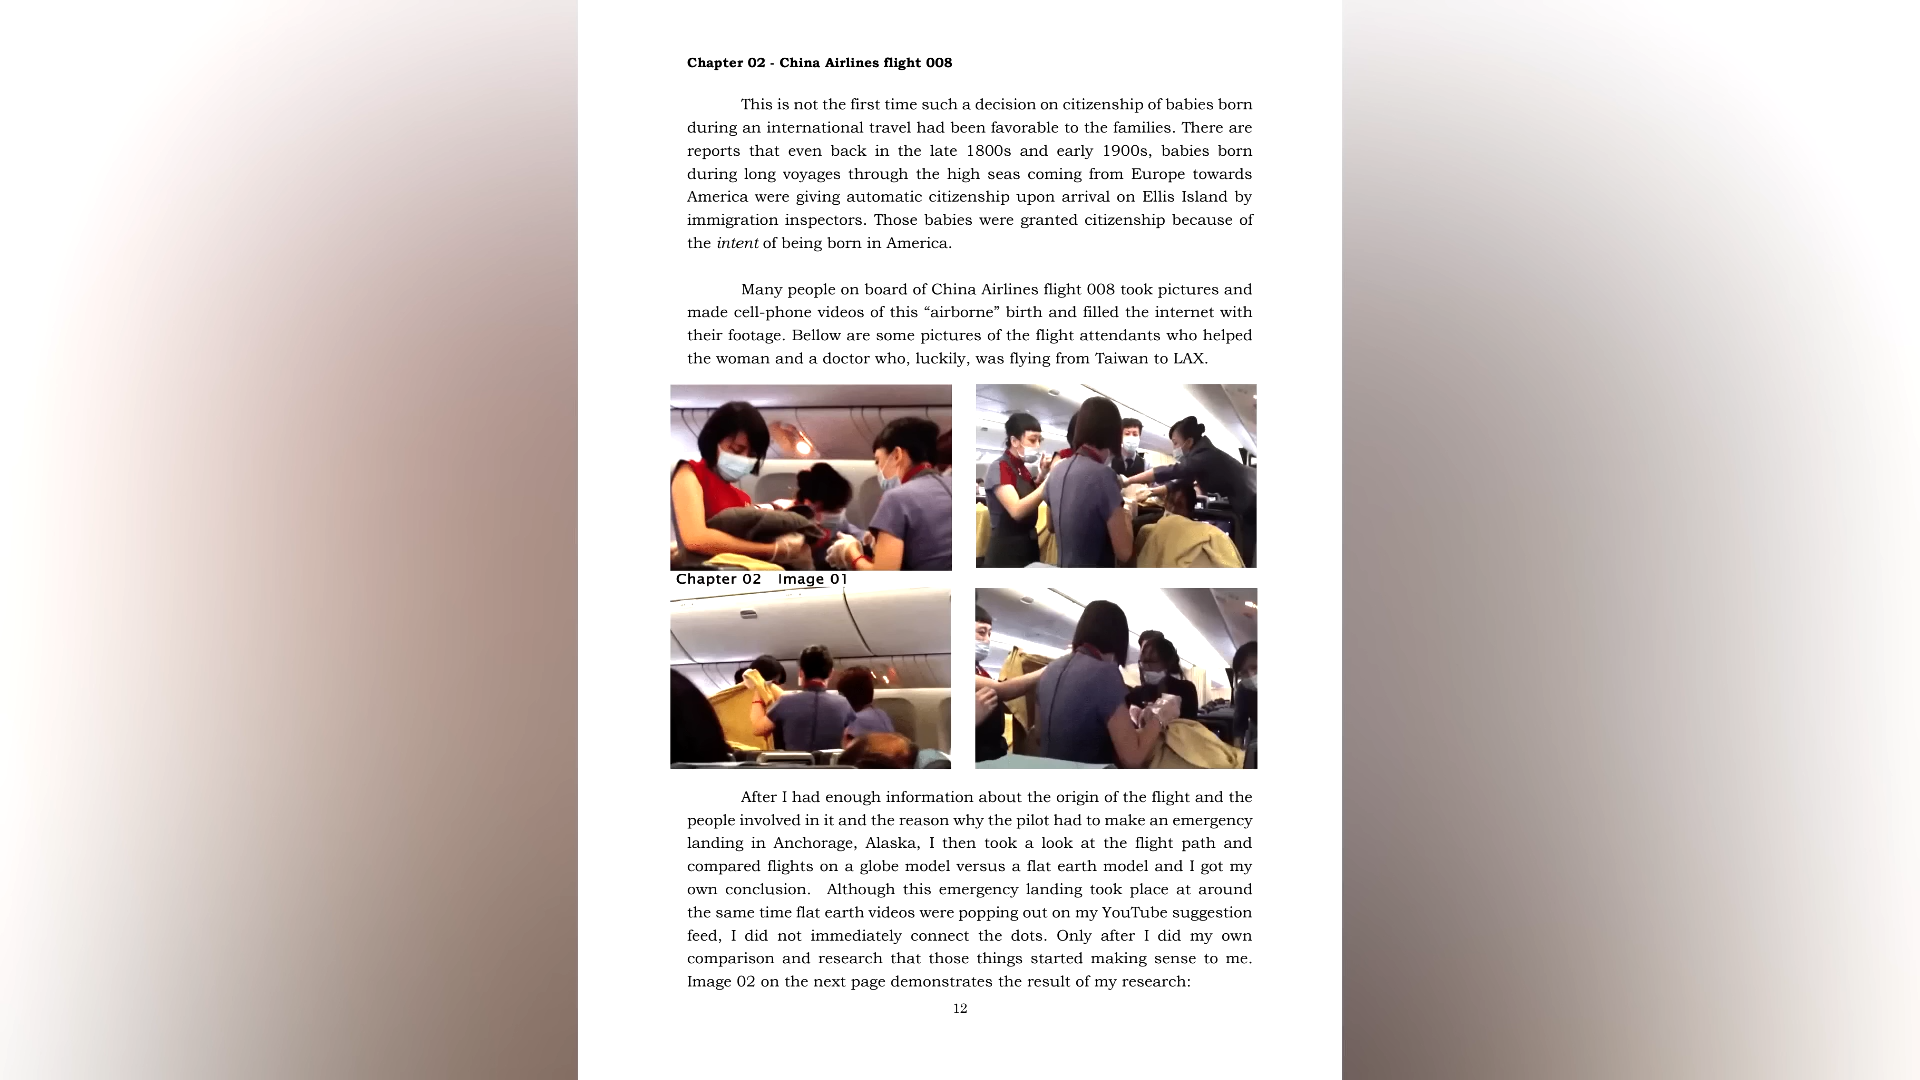 Chapter 02 - China Airlines flight 008
This is not the first time such a decision on citizenship of babies born
during an international travel had been favorable to the families. There are
reports that even back in the late 1800s and early 1900s, babies born
during long voyages through the high seas coming from Europe towards
America were giving automatic citizenship upon arrival on Ellis Island by
immigration inspectors. Those babies were granted citizenship because of
the intent of being born in America.
Many people on board of China Airlines flight 008 took pictures and
made cell-phone videos of this “airborne” birth and filled the internet with
their footage. Bellow are some pictures of the flight attendants who helped
the woman and a doctor who, luckily, was flying from Taiwan to LAX.
Chapter 02 Image 01
After I had enough information about the origin of the flight and the
people involved in it and the reason why the pilot had to make an emergency
landing in Anchorage, Alaska, I then took a look at the flight path and
compared flights on a globe model versus a flat earth model and I got my
own conclusion. Although this emergency landing took place at around
the same time flat earth videos were popping out on my YouTube suggestion
feed, I did not immediately connect the dots. Only after I did my own
comparison and research that those things started making sense to me.
Image 02 on the next page demonstrates the result of my research:
12